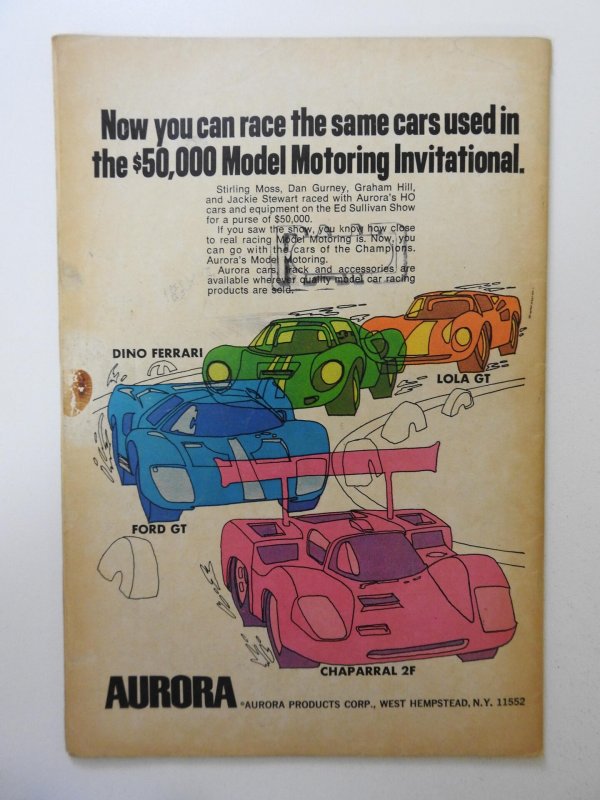 Now you can race the same cars used in
the $50,000 Model Motoring Invitational.
Stirling Moss, Dan Gurney, Graham Hill,
and Jackie Stewart raced with Aurora's HO
cars and equipment on the Ed Sullivan Show
for a purse of $50,000.
If you saw the show, you know how close
to real racing Model Motoring is. Now, you
can go with the cars of the Champions.
Aurora's Model Motoring.
Aurora cars, track and accessories are
available wherever quality model car racing
products are sold.
DINO FERRARI
LOLA GT
FORD GT
CHAPARRAL 2F
AURORA
©AURORA PRODUCTS CORP., WEST HEMPSTEAD, N.Y. 11552